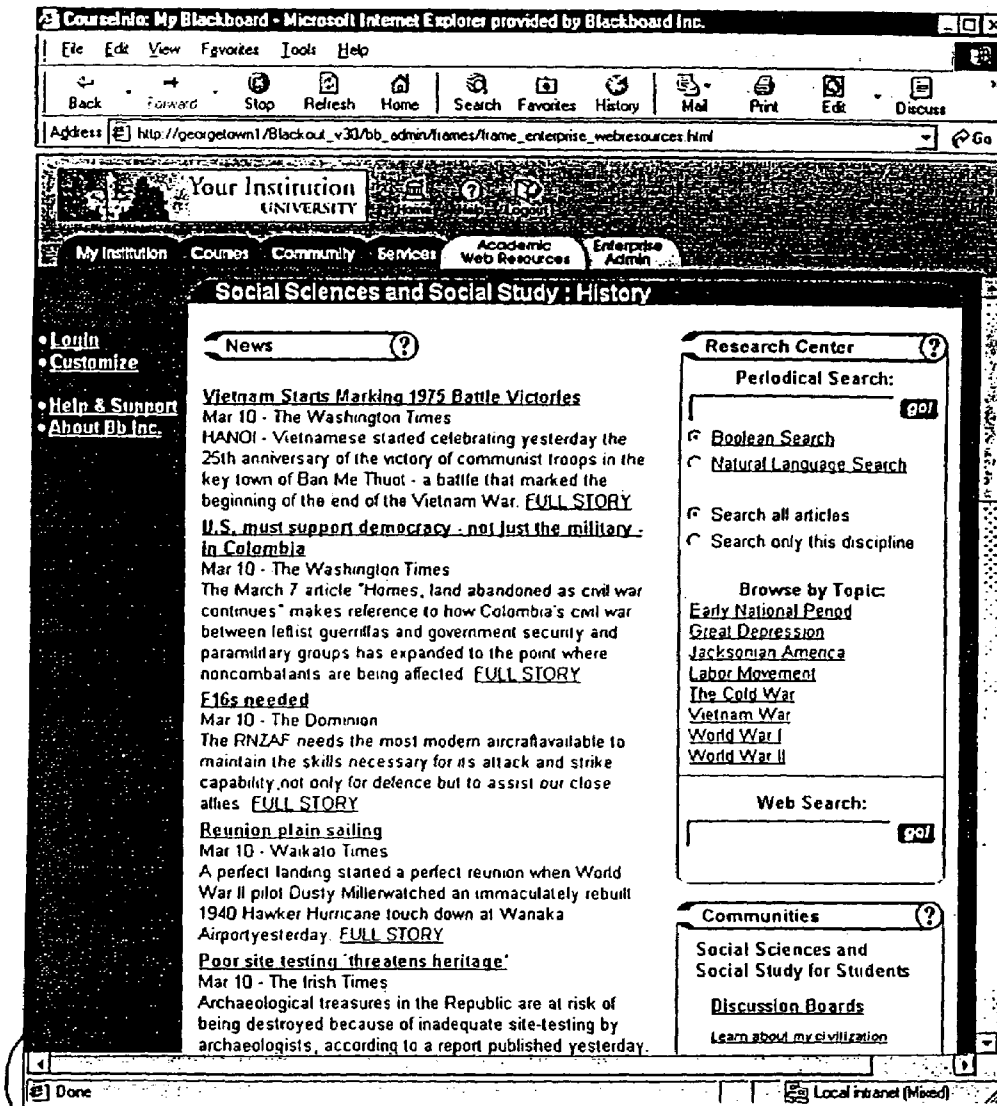 CourseInfo: My Blackboard - Microsoft Internet Explorer provided by Blackboard Inc.
File Edit View Favorites Tools Help
Back Forward Stop Refresh Home Search Favorites History Mail Print Edit Discuss
Address http://georgetown1/Blackout_v30/bb_admin/frames/frame_enterprise_webresources.html Go
Your Institution
UNIVERSITY
Home Help Logout
My Institution Courses Community Services Academic Web Resources Enterprise Admin
Social Sciences and Social Study : History
Login
Customize
Help & Support
About Bb Inc.
News ?
Vietnam Starts Marking 1975 Battle Victories
Mar 10 - The Washington Times
HANOI - Vietnamese started celebrating yesterday the
25th anniversary of the victory of communist troops in the
key town of Ban Me Thuot - a battle that marked the
beginning of the end of the Vietnam War. FULL STORY
U.S. must support democracy - not just the military -
in Colombia
Mar 10 - The Washington Times
The March 7 article "Homes, land abandoned as civil war
continues" makes reference to how Colombia's civil war
between leftist guerrillas and government security and
paramilitary groups has expanded to the point where
noncombatants are being affected FULL STORY
F16s needed
Mar 10 - The Dominion
The RNZAF needs the most modern aircraftavailable to
maintain the skills necessary for its attack and strike
capability,not only for defence but to assist our close
allies FULL STORY
Reunion plain sailing
Mar 10 - Waikato Times
A perfect landing started a perfect reunion when World
War II pilot Dusty Millerwatched an immaculately rebuilt
1940 Hawker Hurricane touch down at Wanaka
Airportyesterday. FULL STORY
Poor site testing 'threatens heritage'
Mar 10 - The Irish Times
Archaeological treasures in the Republic are at risk of
being destroyed because of inadequate site-testing by
archaeologists, according to a report published yesterday.
Research Center ?
Periodical Search:
go!
Boolean Search
Natural Language Search
Search all articles
Search only this discipline
Browse by Topic:
Early National Period
Great Depression
Jacksonian America
Labor Movement
The Cold War
Vietnam War
World War I
World War II
Web Search:
go!
Communities ?
Social Sciences and
Social Study for Students
Discussion Boards
Learn about my civilization
Done Local intranet (Mixed)